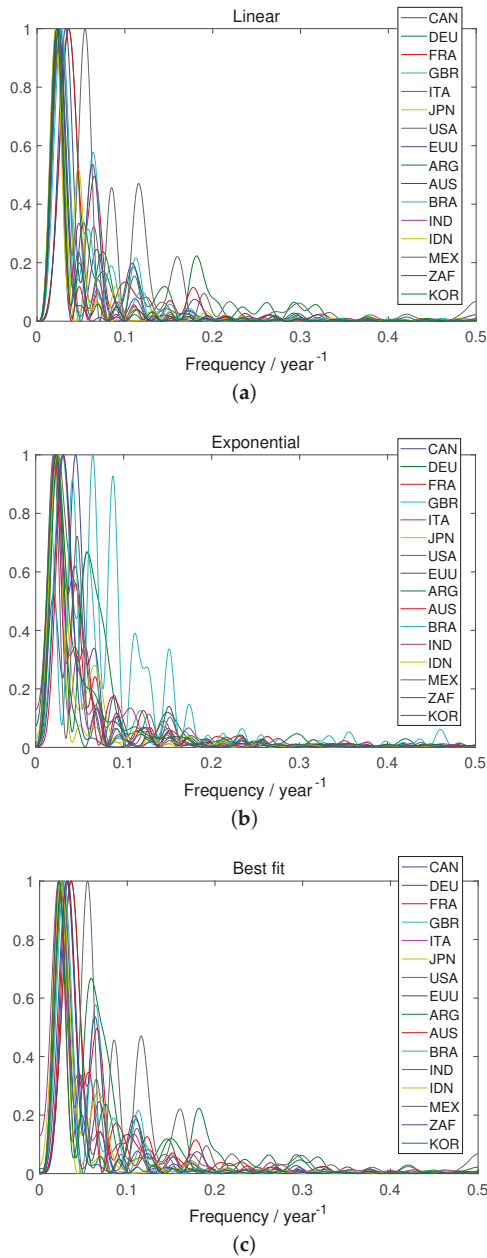 Linear
1
0.8
0.6
0.4
0.2
0
0 0.1 0.2 0.3 0.4 0.5
Frequency / year-1
CAN
DEU
FRA
GBR
ITA
JPN
USA
EUU
ARG
AUS
BRA
IND
IDN
MEX
ZAF
KOR
(a)
Exponential
1
0.8
0.6
0.4
0.2
0
0 0.1 0.2 0.3 0.4 0.5
Frequency / year-1
CAN
DEU
FRA
GBR
ITA
JPN
USA
EUU
ARG
AUS
BRA
IND
IDN
MEX
ZAF
KOR
(b)
Best fit
1
0.8
0.6
0.4
0.2
0
0 0.1 0.2 0.3 0.4 0.5
Frequency / year-1
CAN
DEU
FRA
GBR
ITA
JPN
USA
EUU
ARG
AUS
BRA
IND
IDN
MEX
ZAF
KOR
(c)